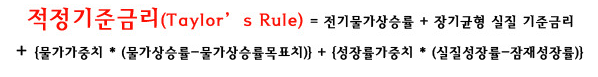 적정기준금리(Taylor’s Rule) = 전기물가상승률 + 장기균형 실질 기준금리
+ {물가가중치 * (물가상승률-물가상승률목표치)} + {성장률가중치 * (실질성장률-잠재성장률)}